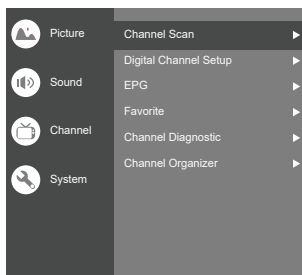 Picture
Sound
Channel
System
Channel Scan
Digital Channel Setup
EPG
Favorite
Channel Diagnostic
Channel Organizer